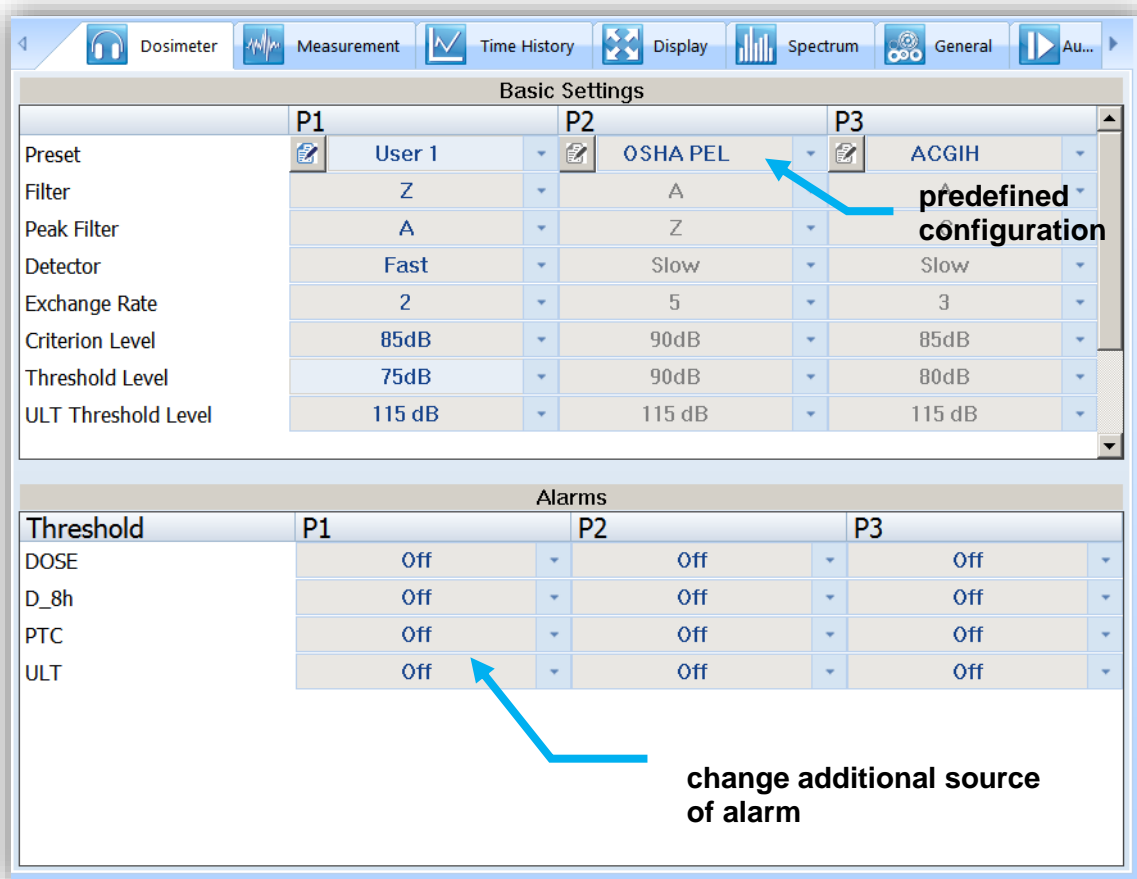 Dosimeter Measurement Time History Display Spectrum General Au...
Basic Settings
P1 P2 P3
Preset User 1 OSHA PEL ACGIH
Filter Z A
predefined
Peak Filter A Z
configuration
Detector Fast Slow Slow
Exchange Rate 2 5 3
Criterion Level 85dB 90dB 85dB
Threshold Level 75dB 90dB 80dB
ULT Threshold Level 115 dB 115 dB 115 dB
Alarms
Threshold P1 P2 P3
DOSE Off Off Off
D_8h Off Off Off
PTC Off Off Off
ULT Off Off Off
change additional source
of alarm